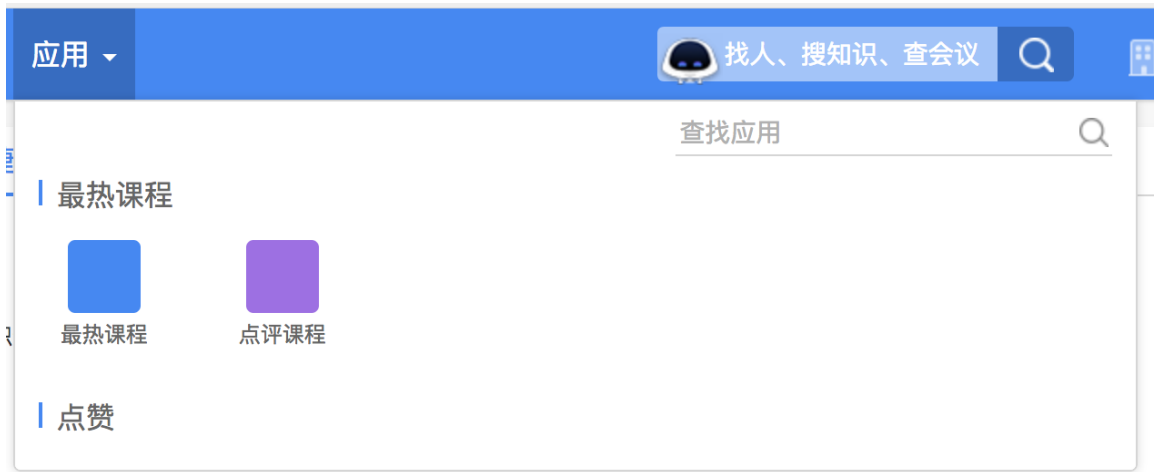 应用
找人、搜知识、查会议
查找应用
最热课程
最热课程
点评课程
点赞